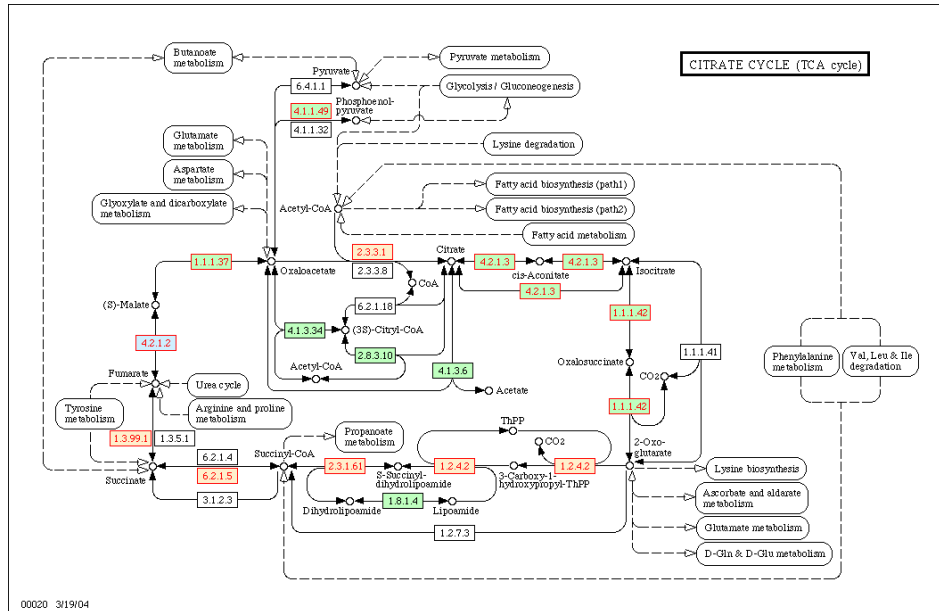 Butanoate
metabolism
Pyruvate metabolism
CITRATE CYCLE (TCA cycle)
Pyruvate
6.4.1.1
Glycolysis / Gluconeogenesis
4.1.1.49
Phosphoenol-
pyruvate
4.1.1.32
Glutamate
metabolism
Lysine degradation
Aspartate
metabolism
Fatty acid biosynthesis (path1)
Glyoxylate and dicarboxylate
metabolism
Acetyl-CoA
Fatty acid biosynthesis (path2)
Fatty acid metabolism
1.1.1.37
Oxaloacetate
2.3.3.1
2.3.3.8
Citrate
4.2.1.3
4.2.1.3
cis-Aconitate
Isocitrate
CoA
4.2.1.3
(S)-Malate
6.2.1.18
1.1.1.42
4.1.3.34
(3S)-Citryl-CoA
4.2.1.2
2.8.3.10
1.1.1.41
Oxalosuccinate
Phenylalanine
metabolism
Val, Leu & Ile
degradation
Fumarate
Acetyl-CoA
4.1.3.6
CO2
Urea cycle
Acetate
Tyrosine
metabolism
Arginine and proline
metabolism
1.1.1.42
1.3.99.1
1.3.5.1
Propanoate
metabolism
ThPP
CO2
2-Oxo-
glutarate
6.2.1.4
Succinyl-CoA
2.3.1.61
1.2.4.2
1.2.4.2
Lysine biosynthesis
Succinate
6.2.1.5
S-Succinyl-
dihydrolipoamide
3-Carboxy-1-
hydroxypropyl-ThPP
3.1.2.3
Dihydrolipoamide
1.8.1.4
Lipoamide
Ascorbate and aldarate
metabolism
1.2.7.3
Glutamate metabolism
D-Gln & D-Glu metabolism
00020 3/19/04